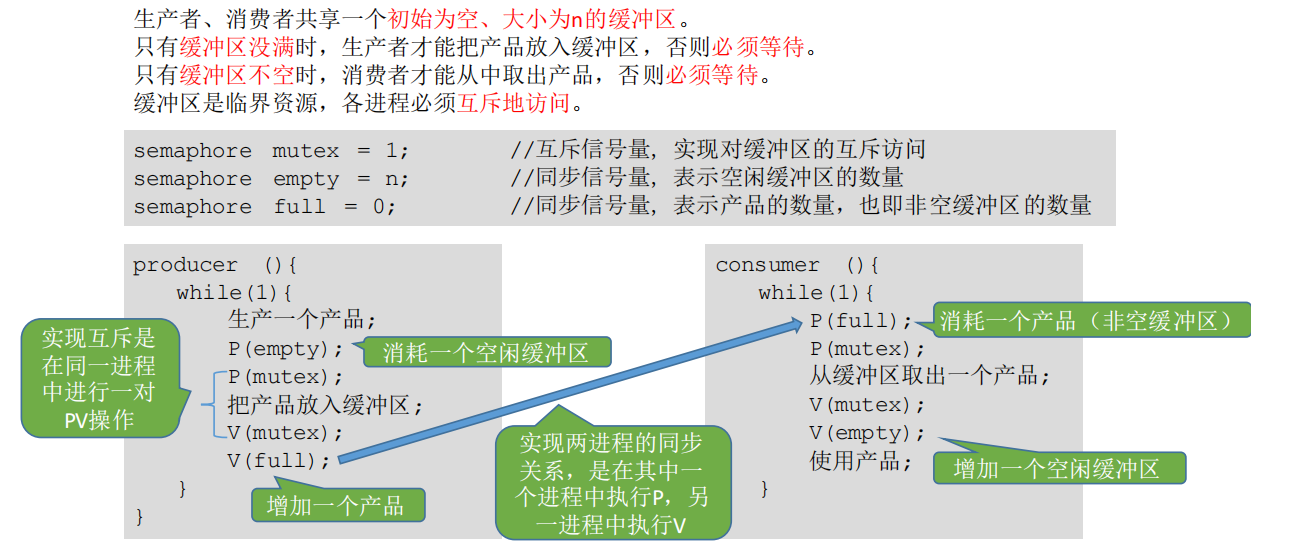 生产者、消费者共享一个初始为空、大小为n的缓冲区。
只有缓冲区没满时，生产者才能把产品放入缓冲区，否则必须等待。
只有缓冲区不空时，消费者才能从中取出产品，否则必须等待。
缓冲区是临界资源，各进程必须互斥地访问。
semaphore mutex = 1; //互斥信号量, 实现对缓冲区的互斥访问
semaphore empty = n; //同步信号量, 表示空闲缓冲区的数量
semaphore full = 0; //同步信号量, 表示产品的数量，也即非空缓冲区的数量
producer (){
while(1){
生产一个产品;
P(empty);
P(mutex);
把产品放入缓冲区;
V(mutex);
V(full);
}
}
实现互斥是
在同一进程
中进行一对
PV操作
消耗一个空闲缓冲区
增加一个产品
实现两进程的同步
关系，是在其中一
个进程中执行P，另
一进程中执行V
consumer (){
while(1){
P(full);
P(mutex);
从缓冲区取出一个产品;
V(mutex);
V(empty);
使用产品;
}
消耗一个产品（非空缓冲区）
增加一个空闲缓冲区